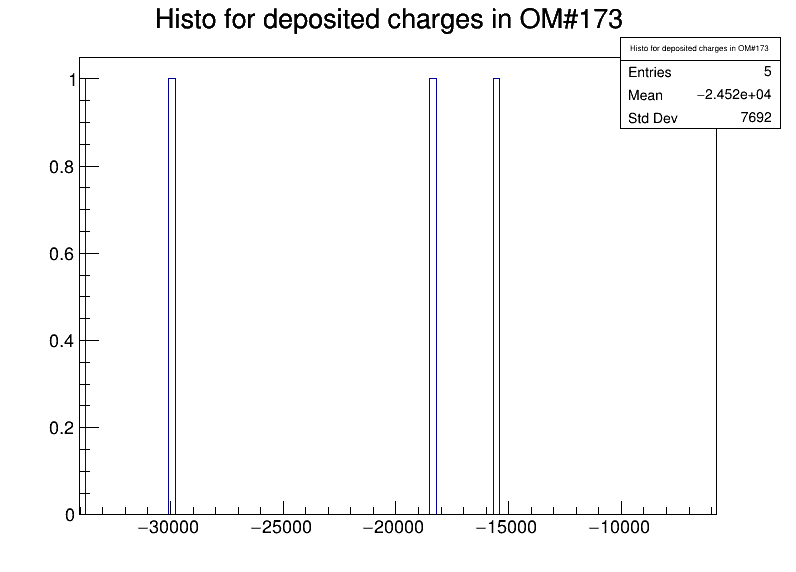 Histo for deposited charges in OM#173
Histo for deposited charges in OM#173
Entries 5
Mean −2.452e+04
Std Dev 7692
1
0.8
0.6
0.4
0.2
0
−30000 −25000 −20000 −15000 −10000